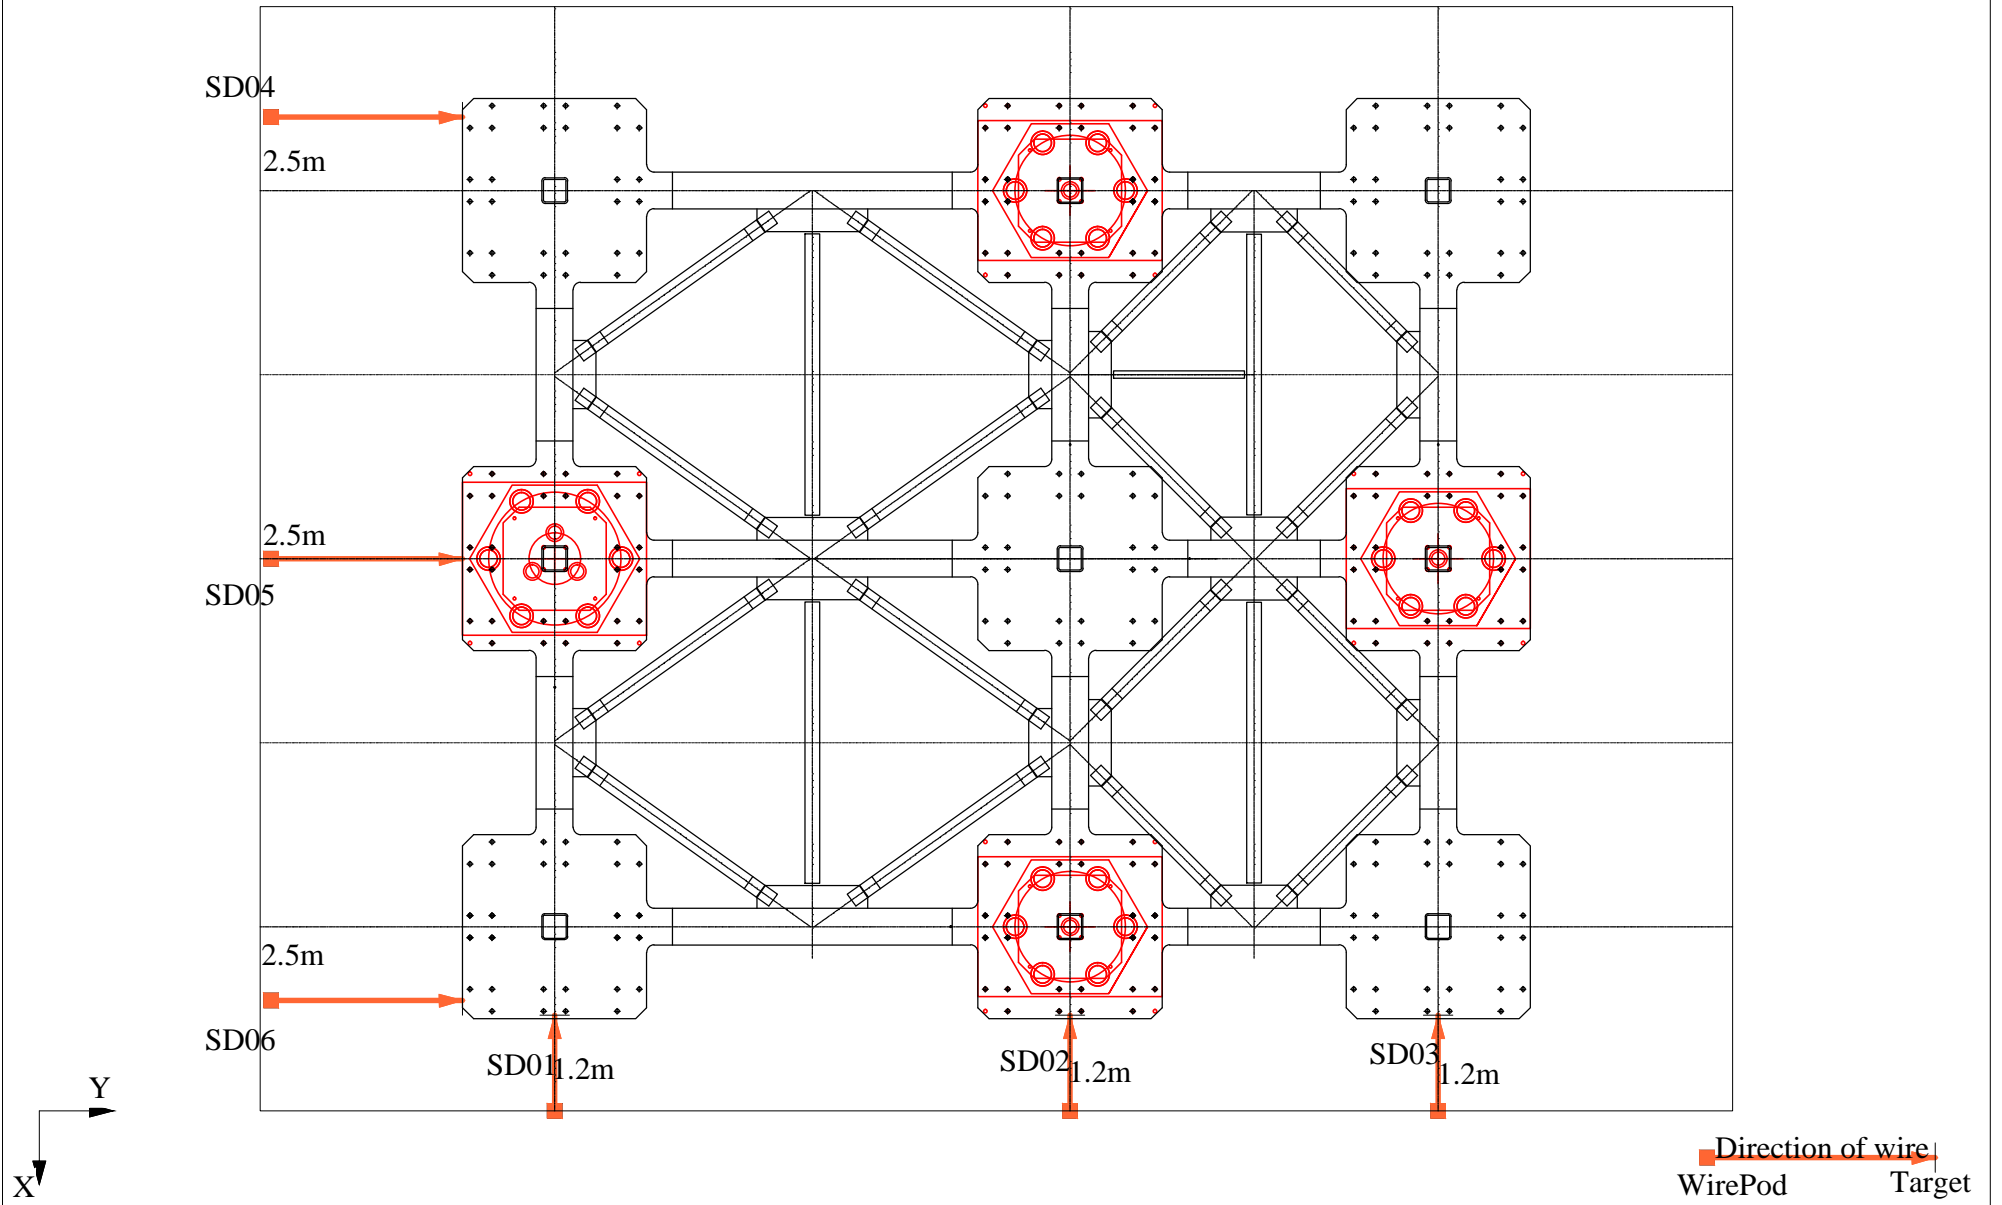 SD04
2.5m
2.5m
SD05
2.5m
SD06
SD01
1.2m
SD02
1.2m
SD03
1.2m
Y
X
Direction of wire
WirePod
Target